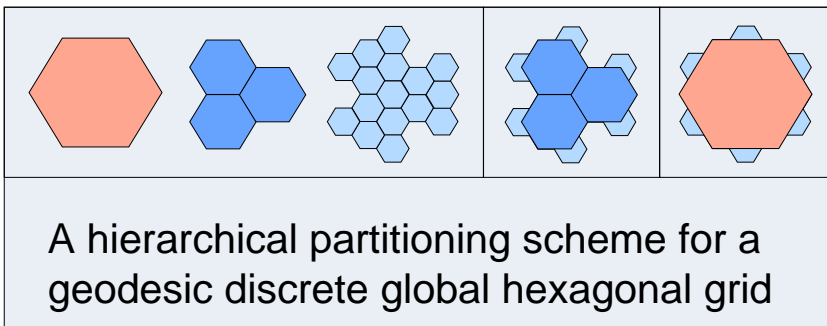 A hierarchical partitioning scheme for a
geodesic discrete global hexagonal grid